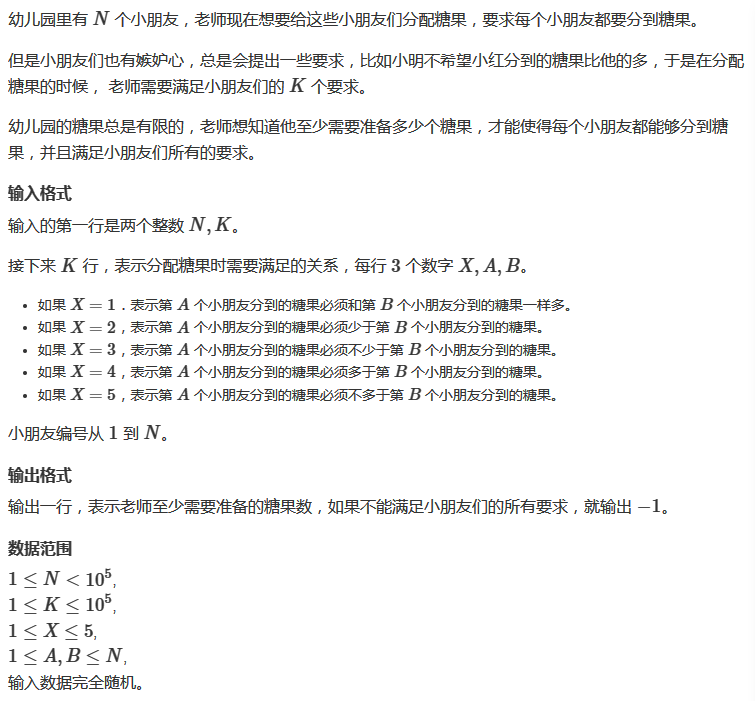 幼儿园里有 N 个小朋友，老师现在想要给这些小朋友们分配糖果，要求每个小朋友都要分到糖果。
但是小朋友们也有嫉妒心，总是会提出一些要求，比如小明不希望小红分到的糖果比他的多，于是在分配
糖果的时候， 老师需要满足小朋友们的 K 个要求。
幼儿园的糖果总是有限的，老师想知道他至少需要准备多少个糖果，才能使得每个小朋友都能够分到糖
果，并且满足小朋友们所有的要求。
输入格式
输入的第一行是两个整数 N, K。
接下来 K 行，表示分配糖果时需要满足的关系，每行 3 个数字 X, A, B。
• 如果 X = 1．表示第 A 个小朋友分到的糖果必须和第 B 个小朋友分到的糖果一样多。
• 如果 X = 2，表示第 A 个小朋友分到的糖果必须少于第 B 个小朋友分到的糖果。
• 如果 X = 3，表示第 A 个小朋友分到的糖果必须不少于第 B 个小朋友分到的糖果。
• 如果 X = 4，表示第 A 个小朋友分到的糖果必须多于第 B 个小朋友分到的糖果。
• 如果 X = 5，表示第 A 个小朋友分到的糖果必须不多于第 B 个小朋友分到的糖果。
小朋友编号从 1 到 N。
输出格式
输出一行，表示老师至少需要准备的糖果数，如果不能满足小朋友们的所有要求，就输出 −1。
数据范围
1 ≤ N < 10⁵,
1 ≤ K ≤ 10⁵,
1 ≤ X ≤ 5,
1 ≤ A, B ≤ N,
输入数据完全随机。